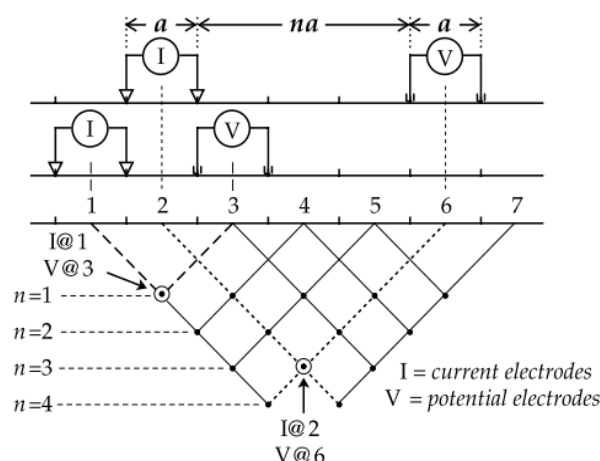 a na a
I V
I V
1 2 3 4 5 6 7
I@1
V@3
n=1
n=2
n=3
n=4
I = current electrodes
V = potential electrodes
I@2
V@6